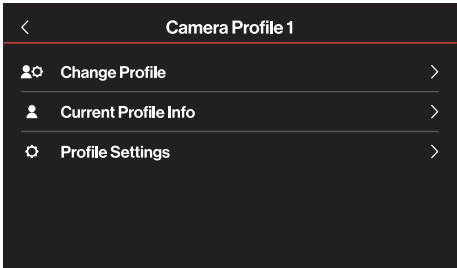 Camera Profile 1
Change Profile
Current Profile Info
Profile Settings